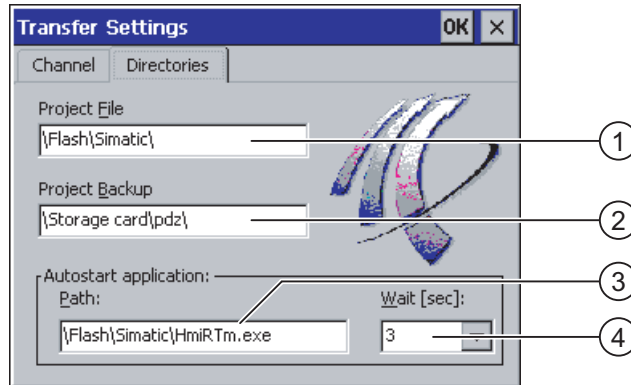 Transfer Settings OK ×
Channel Directories
Project File
\Flash\Simatic\
1
Project Backup
\Storage card\pdz\
2
Autostart application:
3
Path: Wait [sec]:
\Flash\Simatic\HmiRTm.exe 3
4